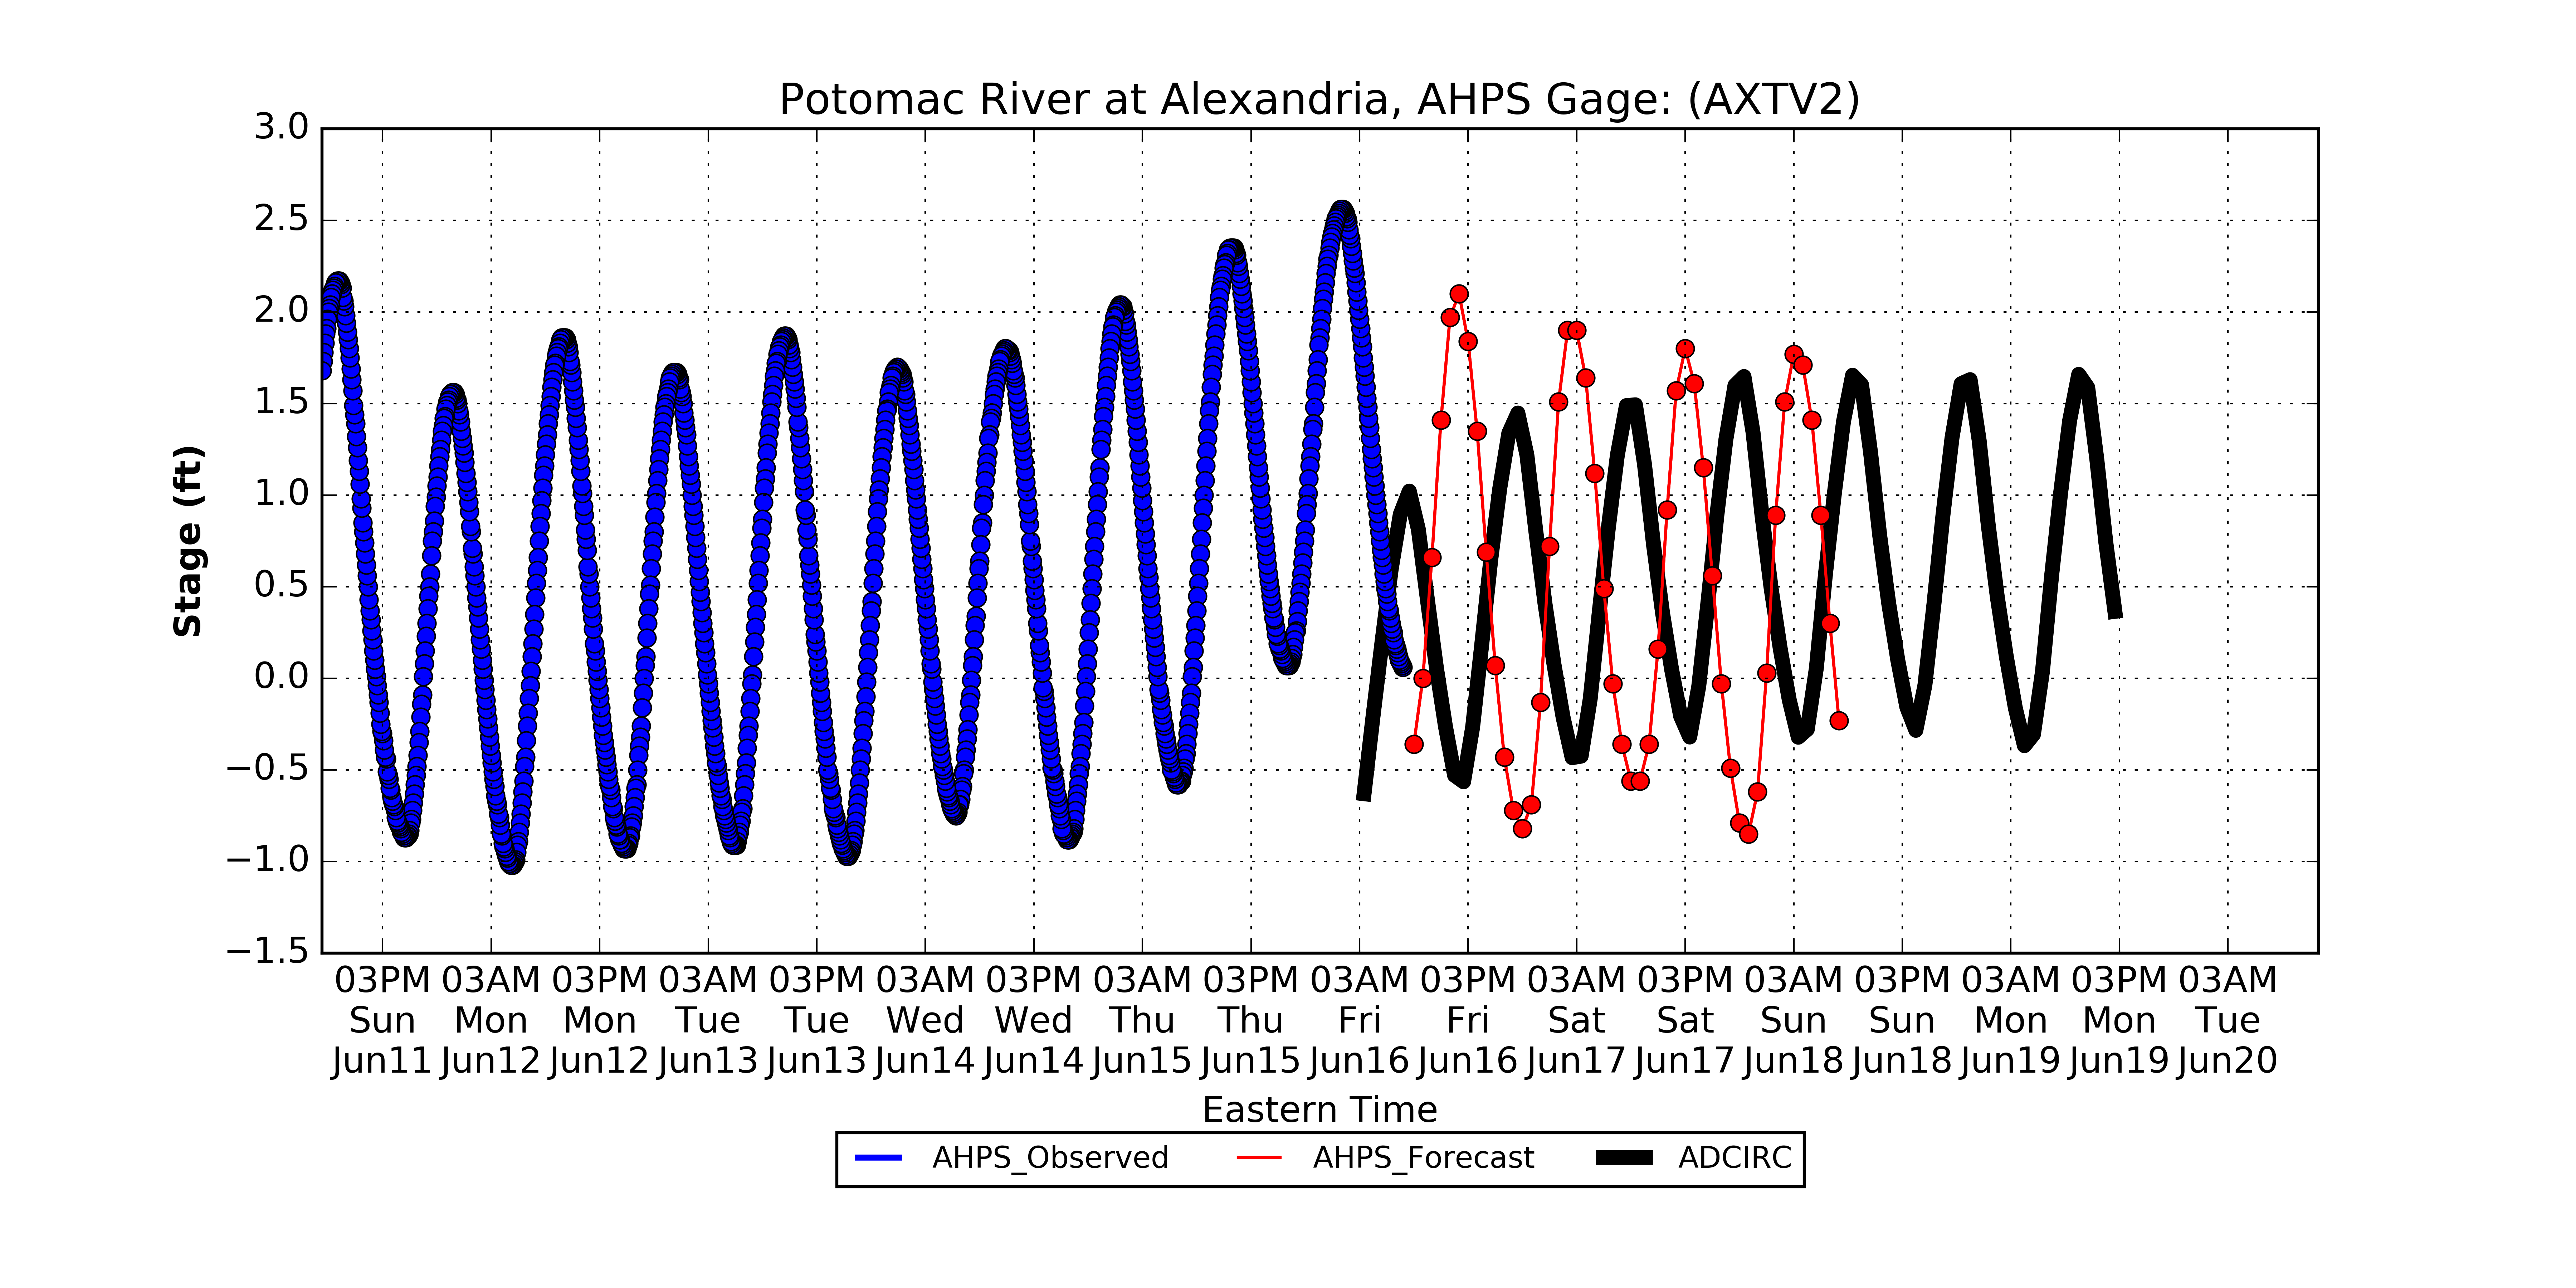 Potomac River at Alexandria, AHPS Gage: (AXTV2)
3.0
2.5
2.0
1.5
1.0
0.5
0.0
−0.5
−1.0
−1.5
Stage (ft)
03PM 03AM 03PM 03AM 03PM 03AM 03PM 03AM 03PM 03AM 03PM 03AM 03PM 03AM 03PM 03AM 03PM 03AM
Sun Mon Mon Tue Tue Wed Wed Thu Thu Fri Fri Sat Sat Sun Sun Mon Mon Tue
Jun11 Jun12 Jun12 Jun13 Jun13 Jun14 Jun14 Jun15 Jun15 Jun16 Jun16 Jun17 Jun17 Jun18 Jun18 Jun19 Jun19 Jun20
Eastern Time
AHPS_Observed AHPS_Forecast ADCIRC